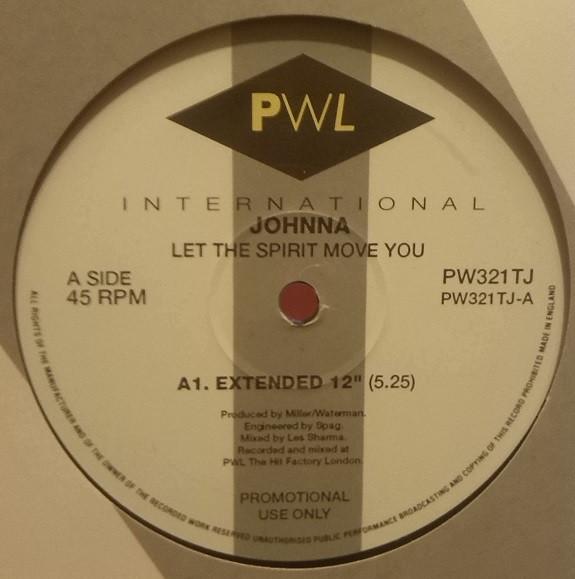 PWL
INTERNATIONAL
JOHNNA
LET THE SPIRIT MOVE YOU
A SIDE
45 RPM
PW321TJ
PW321TJ-A
A1. EXTENDED 12" (5.25)
Produced by Miller/Waterman.
Engineered by Spag.
Mixed by Les Sharma.
Recorded and mixed at
PWL The Hit Factory London.
PROMOTIONAL
USE ONLY
ALL RIGHTS OF THE MANUFACTURER AND OF THE OWNER OF THE RECORDED WORK RESERVED UNAUTHORISED PUBLIC PERFORMANCE BROADCASTING AND COPYING OF THIS RECORD PROHIBITED MADE IN ENGLAND